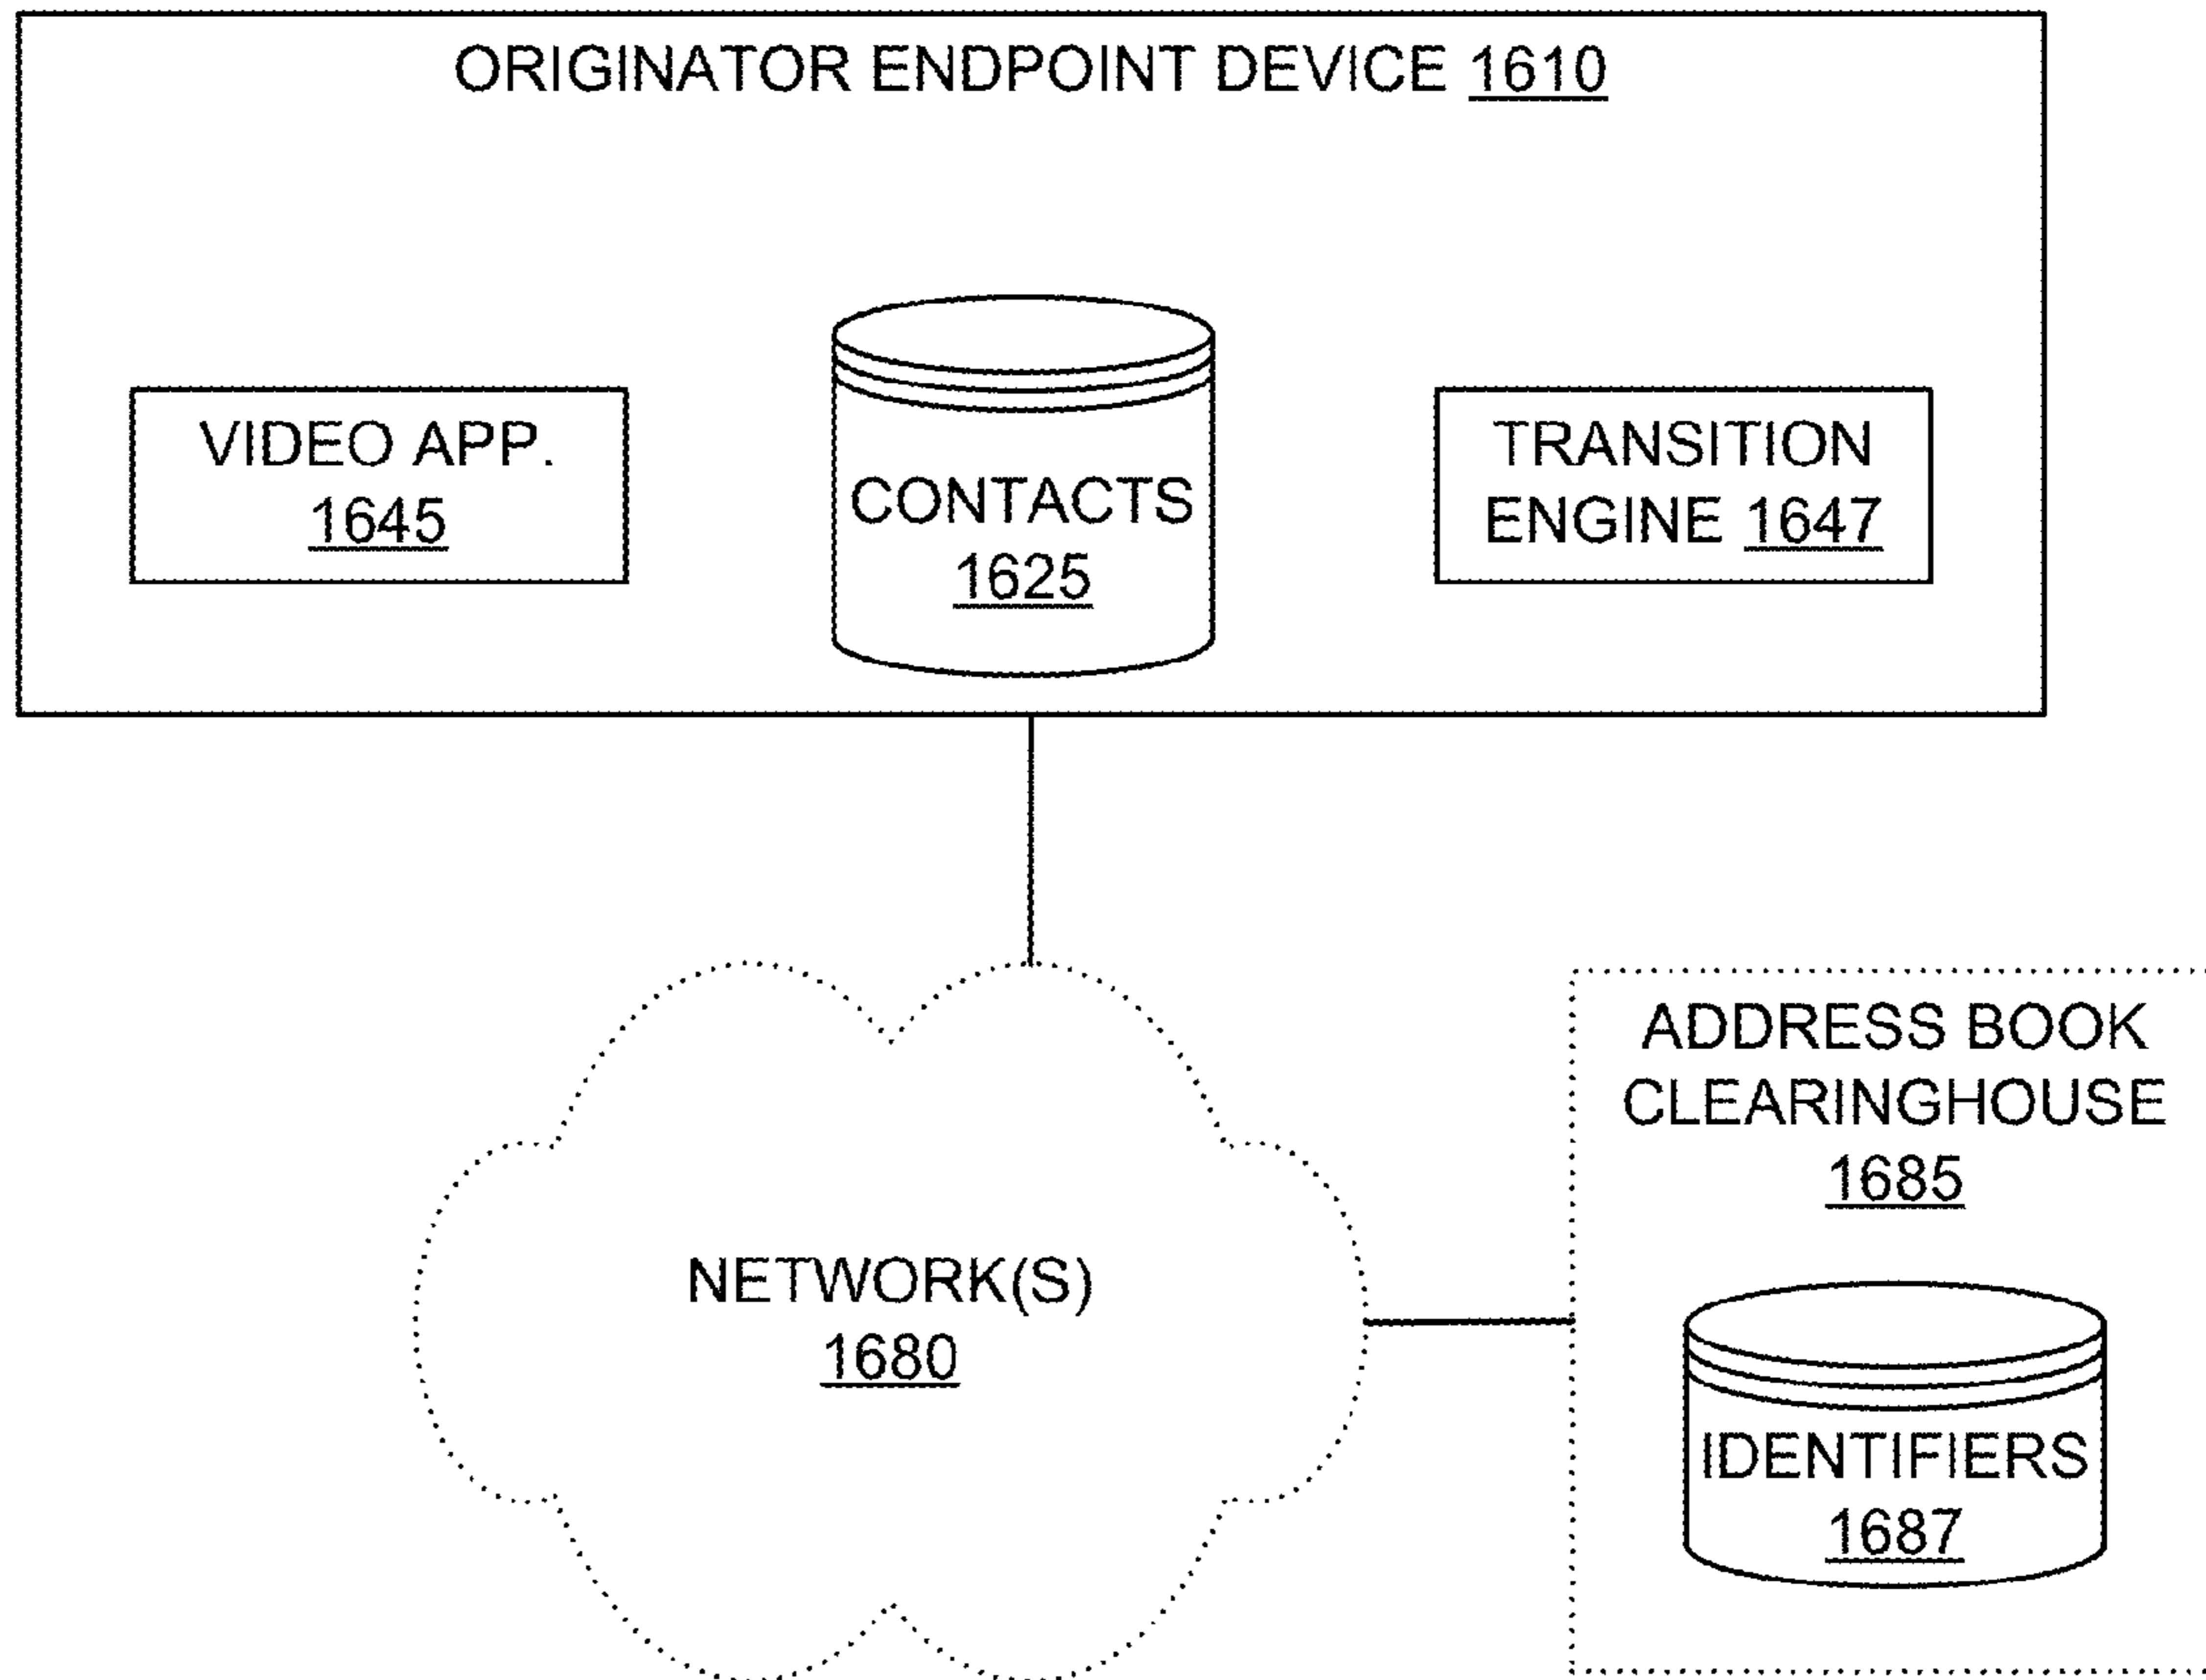 ORIGINATOR ENDPOINT DEVICE 1610
VIDEO APP.
1645
CONTACTS
1625
TRANSITION
ENGINE 1647
NETWORK(S)
1680
ADDRESS BOOK
CLEARINGHOUSE
1685
IDENTIFIERS
1687